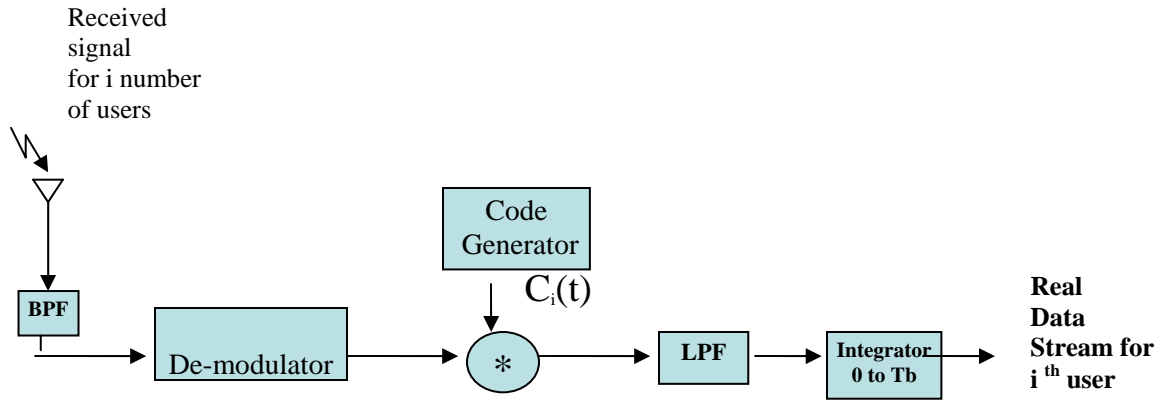 Received
signal
for i number
of users
Code
Generator
Cᵢ(t)
BPF
De-modulator
*
LPF
Integrator
0 to Tb
Real
Data
Stream for
i th user